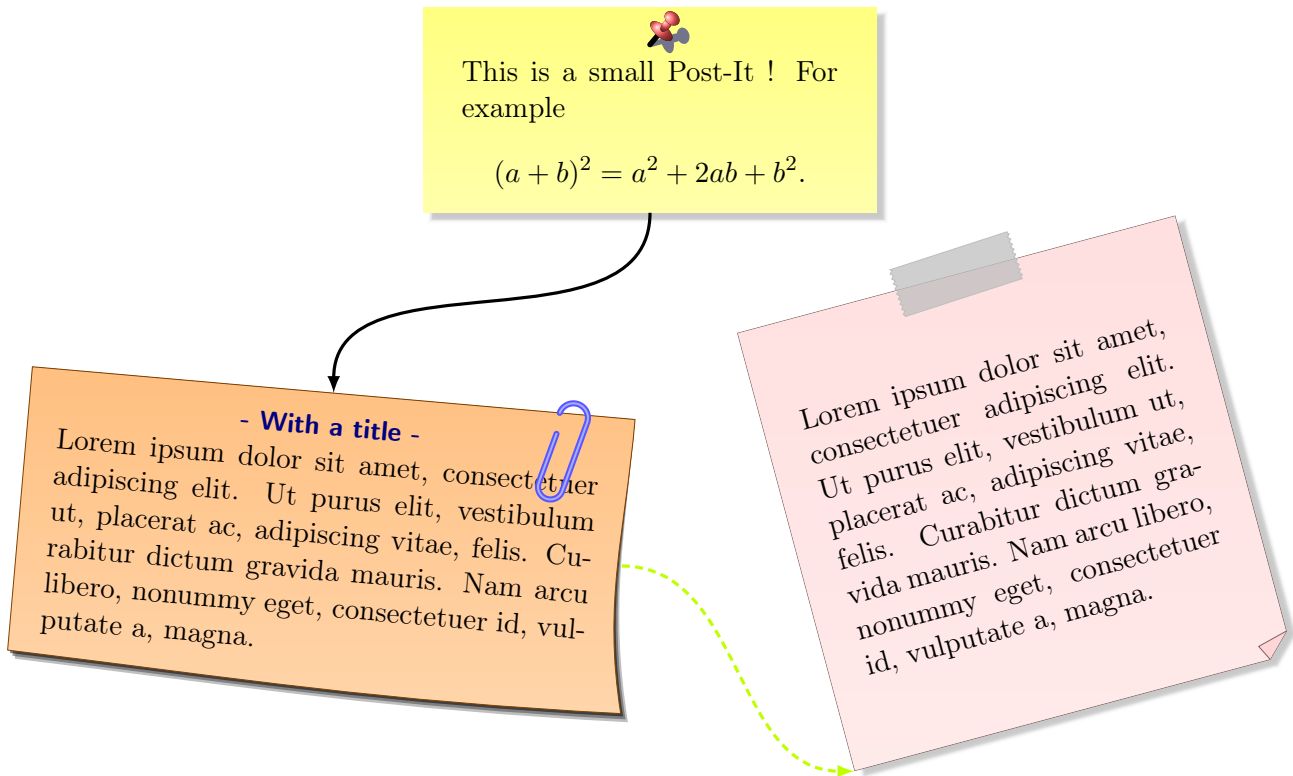 This is a small Post-It ! For
example
(a + b)² = a² + 2ab + b².
- With a title -
Lorem ipsum dolor sit amet, consectetuer
adipiscing elit. Ut purus elit, vestibulum
ut, placerat ac, adipiscing vitae, felis. Cu-
rabitur dictum gravida mauris. Nam arcu
libero, nonummy eget, consectetuer id, vul-
putate a, magna.
Lorem ipsum dolor sit amet,
consectetuer adipiscing elit.
Ut purus elit, vestibulum ut,
placerat ac, adipiscing vitae,
felis. Curabitur dictum gra-
vida mauris. Nam arcu libero,
nonummy eget, consectetuer
id, vulputate a, magna.